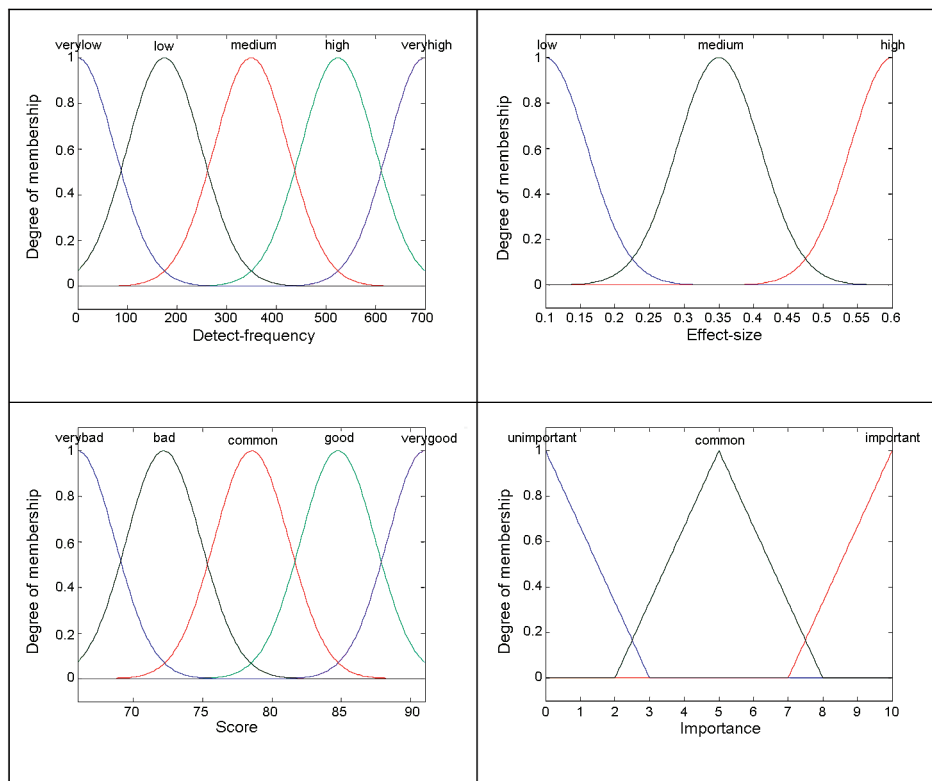 verylow low medium high veryhigh
1
0.8
0.6
0.4
0.2
0
Degree of membership
0 100 200 300 400 500 600 700
Detect-frequency
low medium high
1
0.8
0.6
0.4
0.2
0
Degree of membership
0.1 0.15 0.2 0.25 0.3 0.35 0.4 0.45 0.5 0.55 0.6
Effect-size
verybad bad common good verygood
1
0.8
0.6
0.4
0.2
0
Degree of membership
70 75 80 85 90
Score
unimportant common important
1
0.8
0.6
0.4
0.2
0
Degree of membership
0 1 2 3 4 5 6 7 8 9 10
Importance